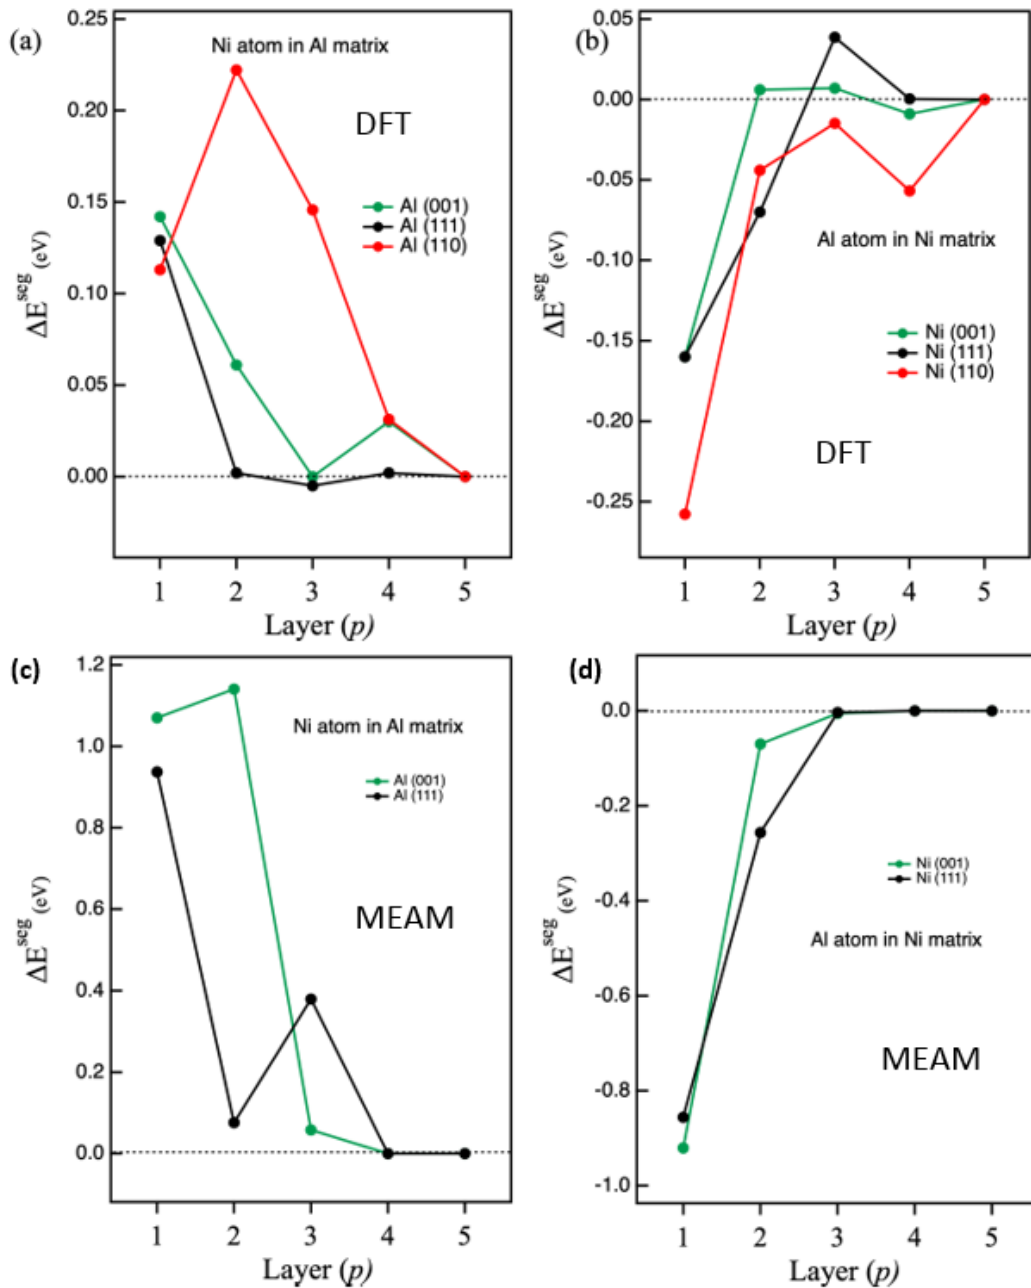 (a)
Ni atom in Al matrix
DFT
Al (001)
Al (111)
Al (110)
0.25
0.20
0.15
0.10
0.05
0.00
ΔE^seg (eV)
1 2 3 4 5
Layer (p)
(b)
0.00
-0.05
-0.10
-0.15
-0.20
-0.25
ΔE^seg (eV)
Al atom in Ni matrix
Ni (001)
Ni (111)
Ni (110)
DFT
1 2 3 4 5
Layer (p)
(c)
1.2
1.0
0.8
0.6
0.4
0.2
0.0
ΔE^seg (eV)
Ni atom in Al matrix
Al (001)
Al (111)
MEAM
1 2 3 4 5
Layer (p)
(d)
0.0
-0.2
-0.4
-0.6
-0.8
-1.0
ΔE^seg (eV)
Ni (001)
Ni (111)
Al atom in Ni matrix
MEAM
1 2 3 4 5
Layer (p)